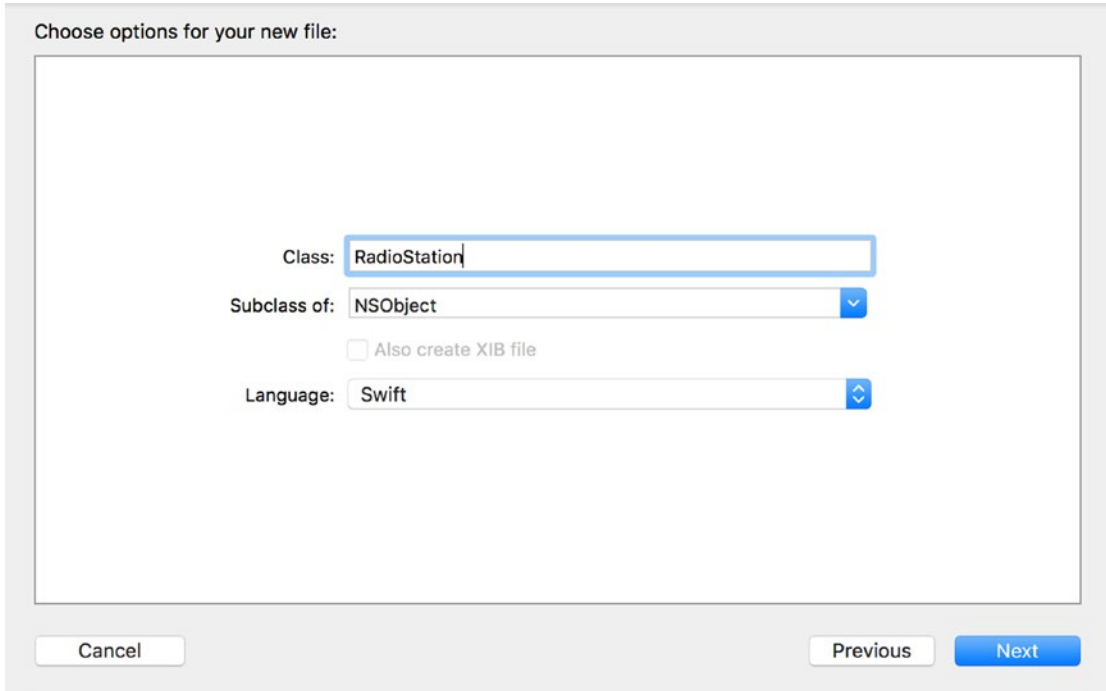 Choose options for your new file:
Class: RadioStation
Subclass of: NSObject
Also create XIB file
Language: Swift
Cancel Previous Next